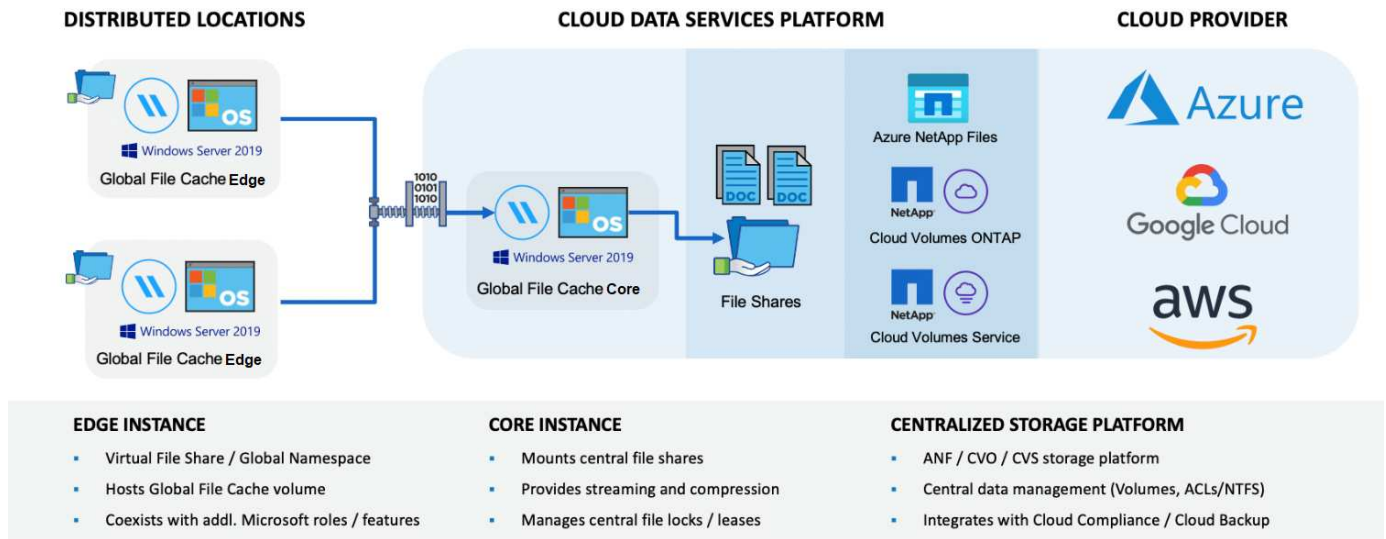 DISTRIBUTED LOCATIONS
CLOUD DATA SERVICES PLATFORM
CLOUD PROVIDER
OS
Windows Server 2019
Global File Cache Edge
OS
Windows Server 2019
Global File Cache Edge
1010
0101
1010
OS
Windows Server 2019
Global File Cache Core
DOC
DOC
File Shares
Azure NetApp Files
NetApp
Cloud Volumes ONTAP
NetApp
Cloud Volumes Service
Azure
Google Cloud
aws
EDGE INSTANCE
▪ Virtual File Share / Global Namespace
▪ Hosts Global File Cache volume
▪ Coexists with addl. Microsoft roles / features
CORE INSTANCE
▪ Mounts central file shares
▪ Provides streaming and compression
▪ Manages central file locks / leases
CENTRALIZED STORAGE PLATFORM
▪ ANF / CVO / CVS storage platform
▪ Central data management (Volumes, ACLs/NTFS)
▪ Integrates with Cloud Compliance / Cloud Backup